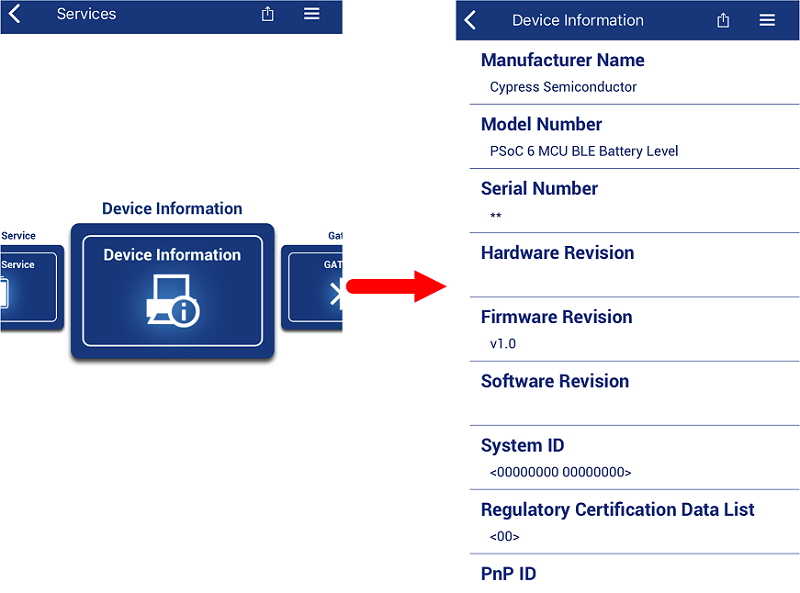 Services
Device Information
Service
Service
Device Information
Gat
GAT
Device Information
Manufacturer Name
Cypress Semiconductor
Model Number
PSoC 6 MCU BLE Battery Level
Serial Number
**
Hardware Revision
Firmware Revision
v1.0
Software Revision
System ID
<00000000 00000000>
Regulatory Certification Data List
<00>
PnP ID